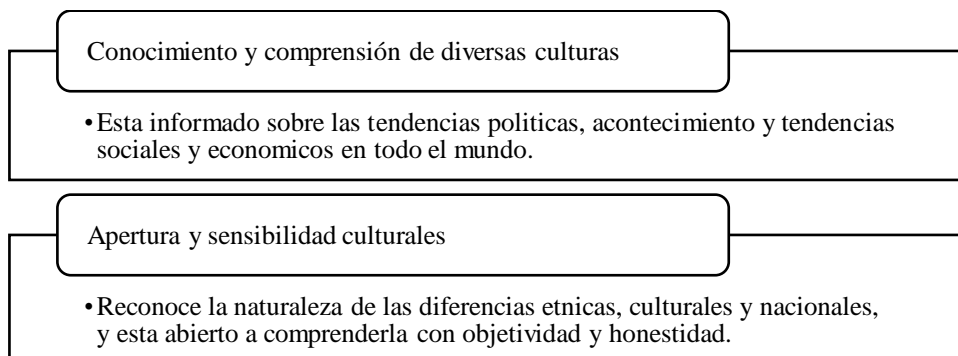 Conocimiento y comprensión de diversas culturas
•Esta informado sobre las tendencias politicas, acontecimiento y tendencias
sociales y economicos en todo el mundo.
Apertura y sensibilidad culturales
•Reconoce la naturaleza de las diferencias etnicas, culturales y nacionales,
y esta abierto a comprenderla con objetividad y honestidad.